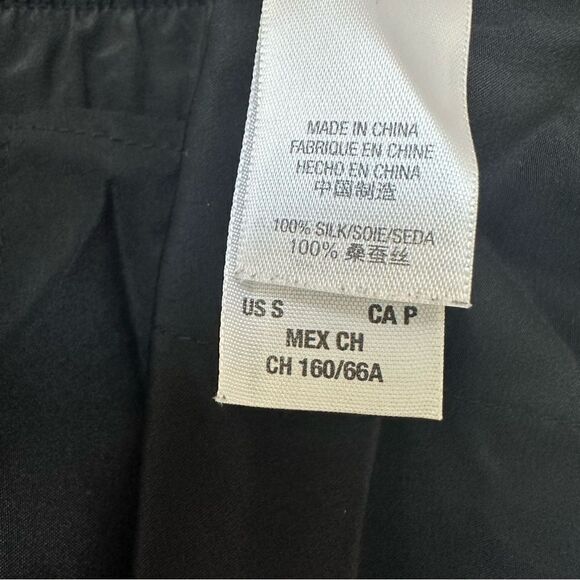 MADE IN CHINA
FABRIQUE EN CHINE
HECHO EN CHINA
中国制造
100% SILK/SOIE/SEDA
100% 桑蚕丝
US S CA P
MEX CH
CH 160/66A